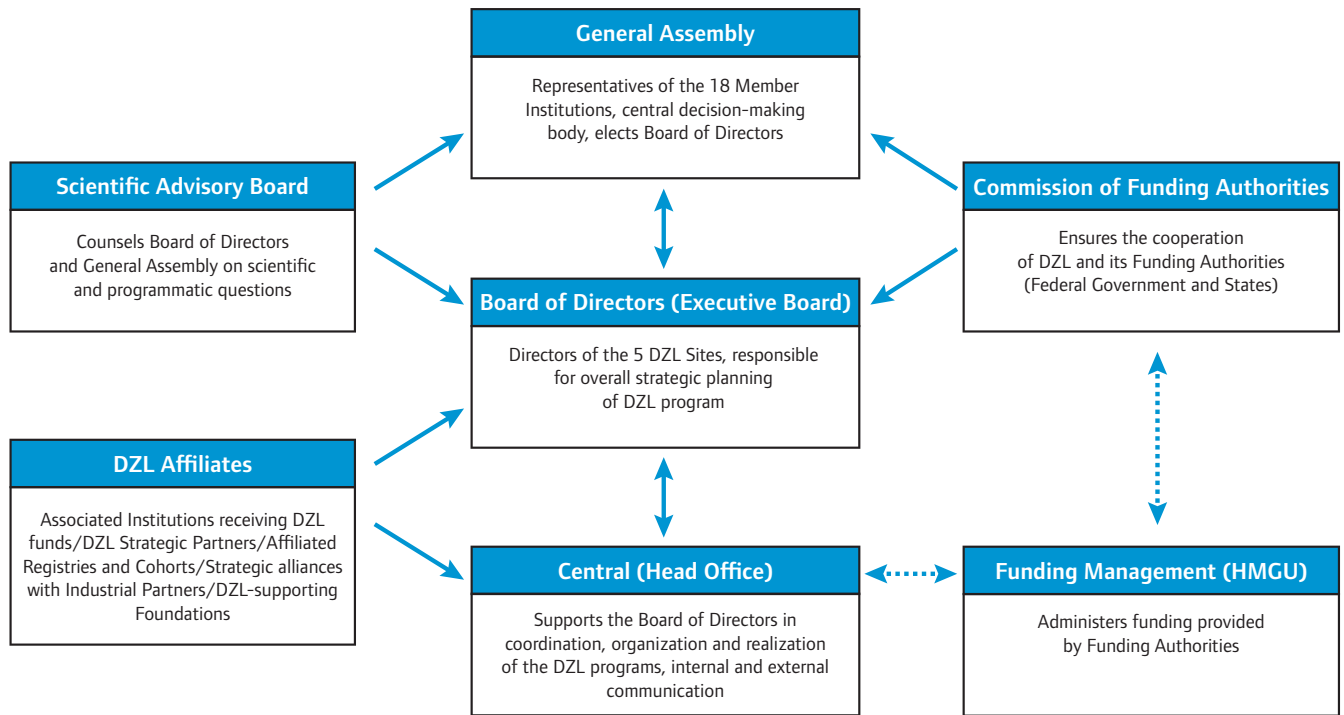 General Assembly
Representatives of the 18 Member
Institutions, central decision-making
body, elects Board of Directors
Scientific Advisory Board
Counsels Board of Directors
and General Assembly on scientific
and programmatic questions
Commission of Funding Authorities
Ensures the cooperation
of DZL and its Funding Authorities
(Federal Government and States)
Board of Directors (Executive Board)
Directors of the 5 DZL Sites, responsible
for overall strategic planning
of DZL program
DZL Affiliates
Associated Institutions receiving DZL
funds/DZL Strategic Partners/Affiliated
Registries and Cohorts/Strategic alliances
with Industrial Partners/DZL-supporting
Foundations
Central (Head Office)
Supports the Board of Directors in
coordination, organization and realization
of the DZL programs, internal and external
communication
Funding Management (HMGU)
Administers funding provided
by Funding Authorities